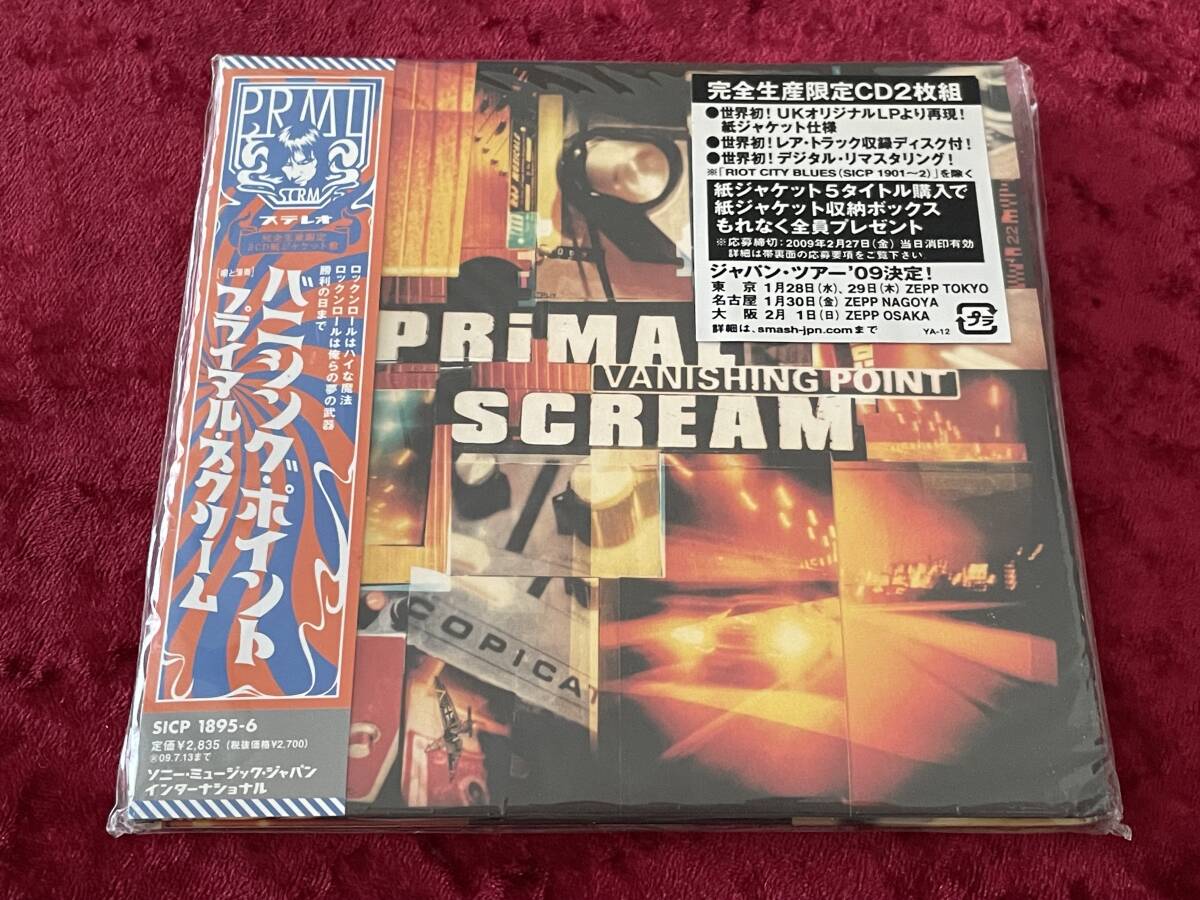 PRML
SCRM
ステレオ
完全生産限定
2CD紙ジャケット盤
ロックンロールはハイな魔法
ロックンロールは俺らの夢の武器
勝利の日まで
バニシング・ポイント
プライマル・スクリーム
SICP 1895-6
定価¥2,835 (税抜価格¥2,700)
09.7.13まで
ソニー・ミュージック・ジャパン
インターナショナル
完全生産限定CD2枚組
●世界初!UKオリジナルLPより再現!
紙ジャケット仕様
●世界初!レア・トラック収録ディスク付!
●世界初!デジタル・リマスタリング!
※「RIOT CITY BLUES(SICP 1901〜2)」を除く
紙ジャケット5タイトル購入で
紙ジャケット収納ボックス
もれなく全員プレゼント
※応募締切:2009年2月27日(金)当日消印有効
詳細は帯裏面の応募要項をご覧下さい。
ジャパン・ツアー'09決定!
東 京 1月28日(水)、29日(木) ZEPP TOKYO
名古屋 1月30日(金) ZEPP NAGOYA
大 阪 2月 1日(日) ZEPP OSAKA
詳細は、smash-jpn.comまで
YA-12
プラ
22
PRiMAL
VANISHING POINT
SCREAM
COPICAT